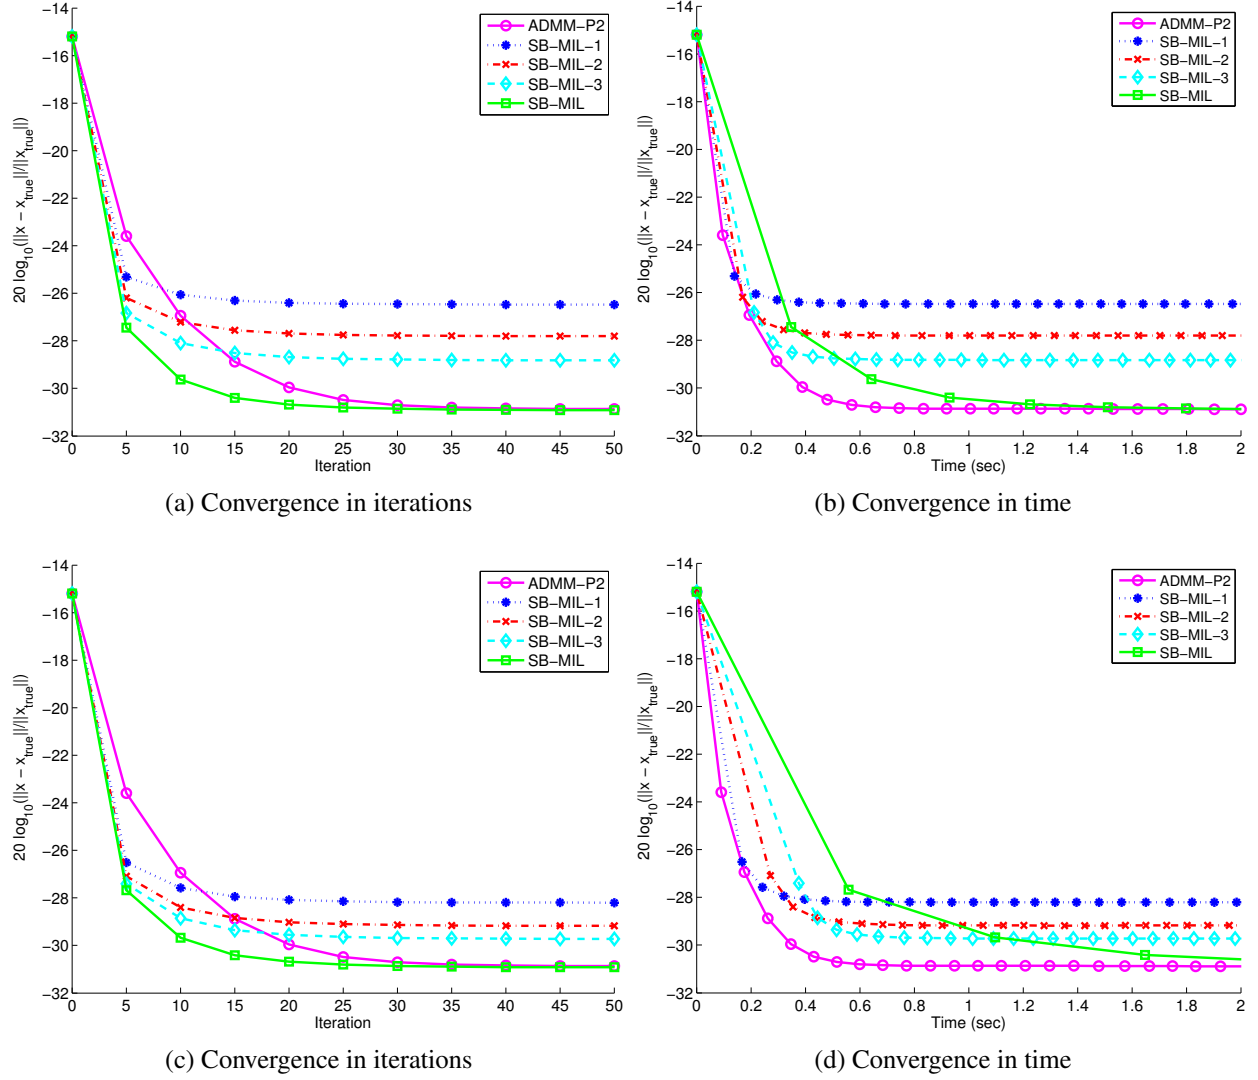 −14
−16
−18
−20
−22
−24
−26
−28
−30
−32
20 log10(||x − xtrue||/||xtrue||)
0 5 10 15 20 25 30 35 40 45 50
Iteration
ADMM−P2
SB−MIL−1
SB−MIL−2
SB−MIL−3
SB−MIL
(a) Convergence in iterations
−14
−16
−18
−20
−22
−24
−26
−28
−30
−32
20 log10(||x − xtrue||/||xtrue||)
0 0.2 0.4 0.6 0.8 1 1.2 1.4 1.6 1.8 2
Time (sec)
ADMM−P2
SB−MIL−1
SB−MIL−2
SB−MIL−3
SB−MIL
(b) Convergence in time
−14
−16
−18
−20
−22
−24
−26
−28
−30
−32
20 log10(||x − xtrue||/||xtrue||)
0 5 10 15 20 25 30 35 40 45 50
Iteration
ADMM−P2
SB−MIL−1
SB−MIL−2
SB−MIL−3
SB−MIL
(c) Convergence in iterations
−14
−16
−18
−20
−22
−24
−26
−28
−30
−32
20 log10(||x − xtrue||/||xtrue||)
0 0.2 0.4 0.6 0.8 1 1.2 1.4 1.6 1.8 2
Time (sec)
ADMM−P2
SB−MIL−1
SB−MIL−2
SB−MIL−3
SB−MIL
(d) Convergence in time